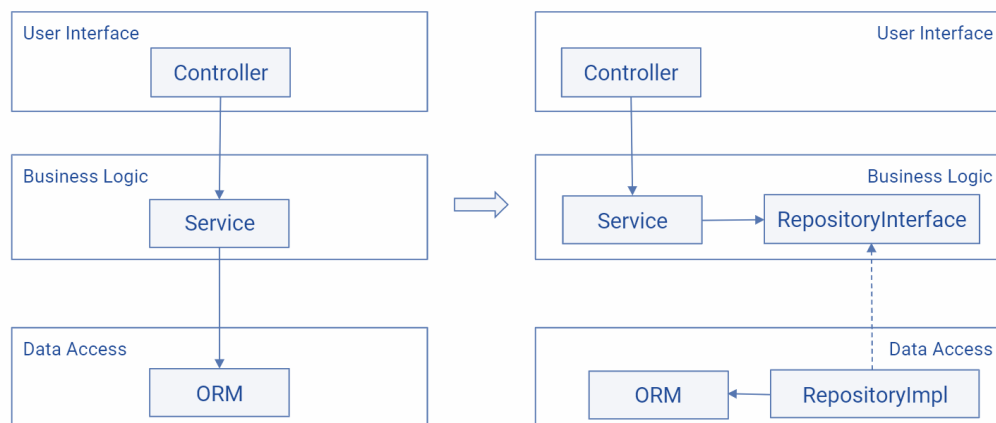 User Interface
Controller
Business Logic
Service
Data Access
ORM
User Interface
Controller
Business Logic
Service
RepositoryInterface
Data Access
ORM
RepositoryImpl